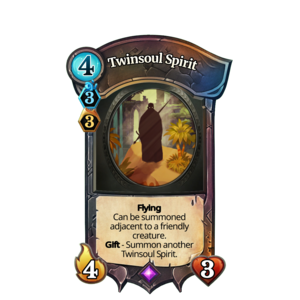 4
Twinsoul Spirit
3
3
Flying
Can be summoned
adjacent to a friendly
creature.
Gift - Summon another
Twinsoul Spirit.
4
3